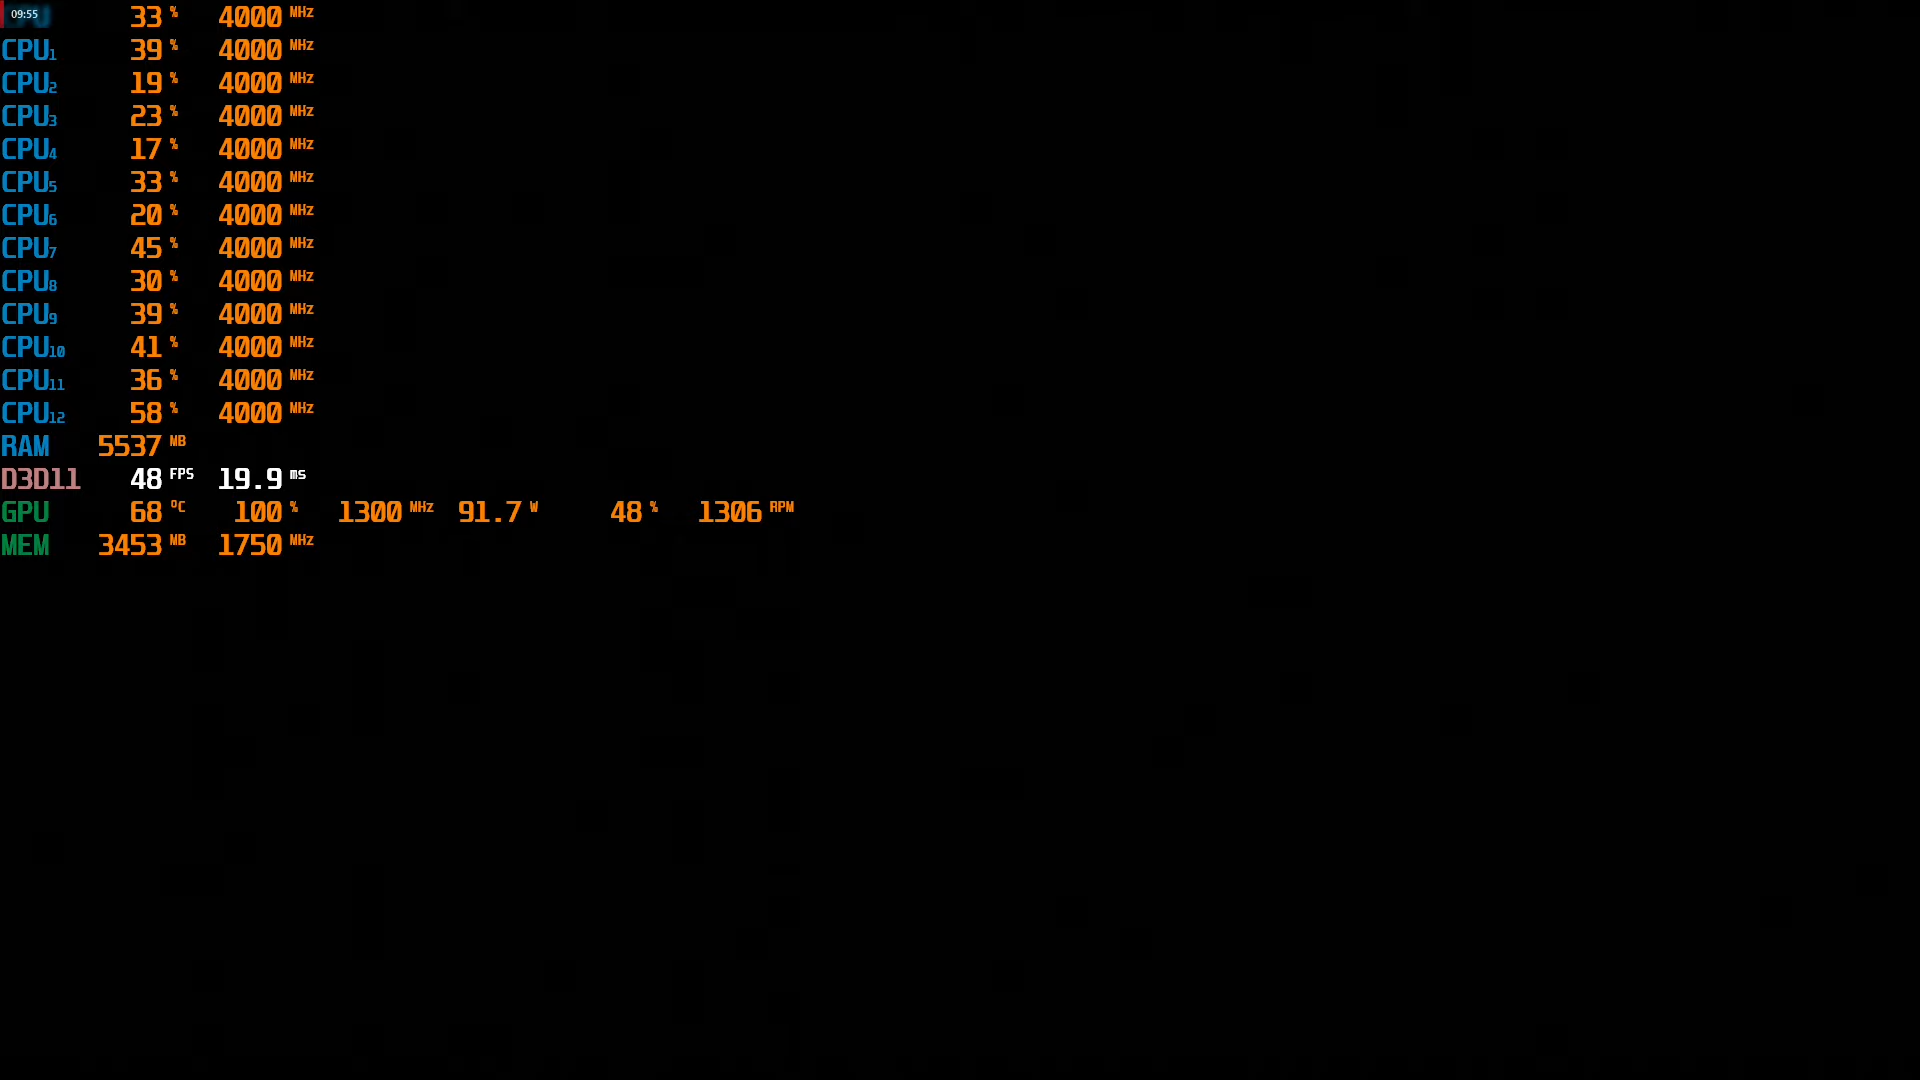 09:55
CPU 33 % 4000 MHz
CPU1 39 % 4000 MHz
CPU2 19 % 4000 MHz
CPU3 23 % 4000 MHz
CPU4 17 % 4000 MHz
CPU5 33 % 4000 MHz
CPU6 20 % 4000 MHz
CPU7 45 % 4000 MHz
CPU8 30 % 4000 MHz
CPU9 39 % 4000 MHz
CPU10 41 % 4000 MHz
CPU11 36 % 4000 MHz
CPU12 58 % 4000 MHz
RAM 5537 MB
D3D11 48 FPS 19.9 ms
GPU 68 °C 100 % 1300 MHz 91.7 W 48 % 1306 RPM
MEM 3453 MB 1750 MHz